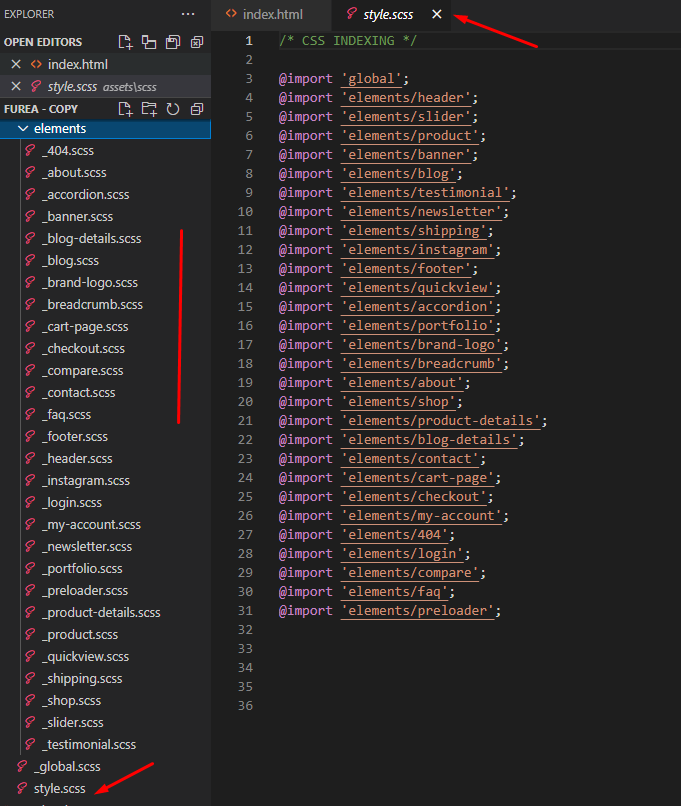 EXPLORER
···
index.html
style.scss
OPEN EDITORS
index.html
style.scss assets\scss
FUREA - COPY
elements
_404.scss
_about.scss
_accordion.scss
_banner.scss
_blog-details.scss
_blog.scss
_brand-logo.scss
_breadcrumb.scss
_cart-page.scss
_checkout.scss
_compare.scss
_contact.scss
_faq.scss
_footer.scss
_header.scss
_instagram.scss
_login.scss
_my-account.scss
_newsletter.scss
_portfolio.scss
_preloader.scss
_product-details.scss
_product.scss
_quickview.scss
_shipping.scss
_shop.scss
_slider.scss
_testimonial.scss
_global.scss
style.scss
1 /* CSS INDEXING */
2
3 @import 'global';
4 @import 'elements/header';
5 @import 'elements/slider';
6 @import 'elements/product';
7 @import 'elements/banner';
8 @import 'elements/blog';
9 @import 'elements/testimonial';
10 @import 'elements/newsletter';
11 @import 'elements/shipping';
12 @import 'elements/instagram';
13 @import 'elements/footer';
14 @import 'elements/quickview';
15 @import 'elements/accordion';
16 @import 'elements/portfolio';
17 @import 'elements/brand-logo';
18 @import 'elements/breadcrumb';
19 @import 'elements/about';
20 @import 'elements/shop';
21 @import 'elements/product-details';
22 @import 'elements/blog-details';
23 @import 'elements/contact';
24 @import 'elements/cart-page';
25 @import 'elements/checkout';
26 @import 'elements/my-account';
27 @import 'elements/404';
28 @import 'elements/login';
29 @import 'elements/compare';
30 @import 'elements/faq';
31 @import 'elements/preloader';
32
33
34
35
36